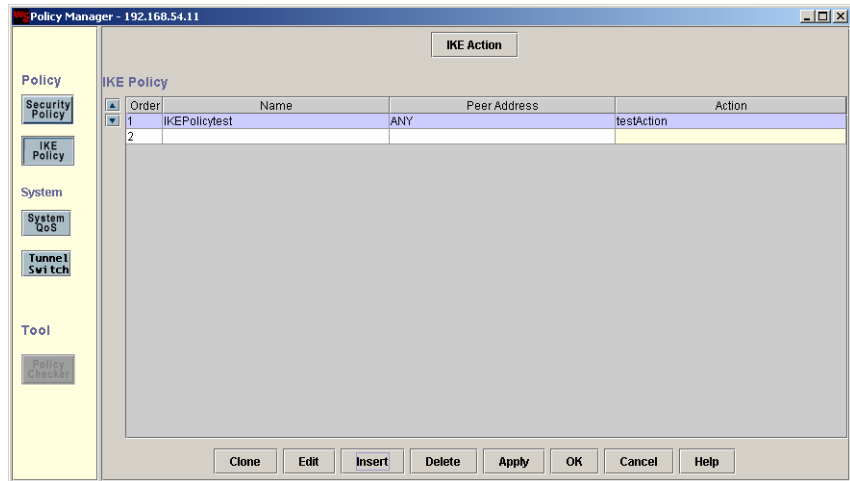 WG Policy Manager - 192.168.54.11
IKE Action
Policy
Security Policy
IKE Policy
System
System QoS
Tunnel Switch
Tool
Policy Checker
IKE Policy
Order Name Peer Address Action
1 IKEPolicytest ANY testAction
2
Clone Edit Insert Delete Apply OK Cancel Help